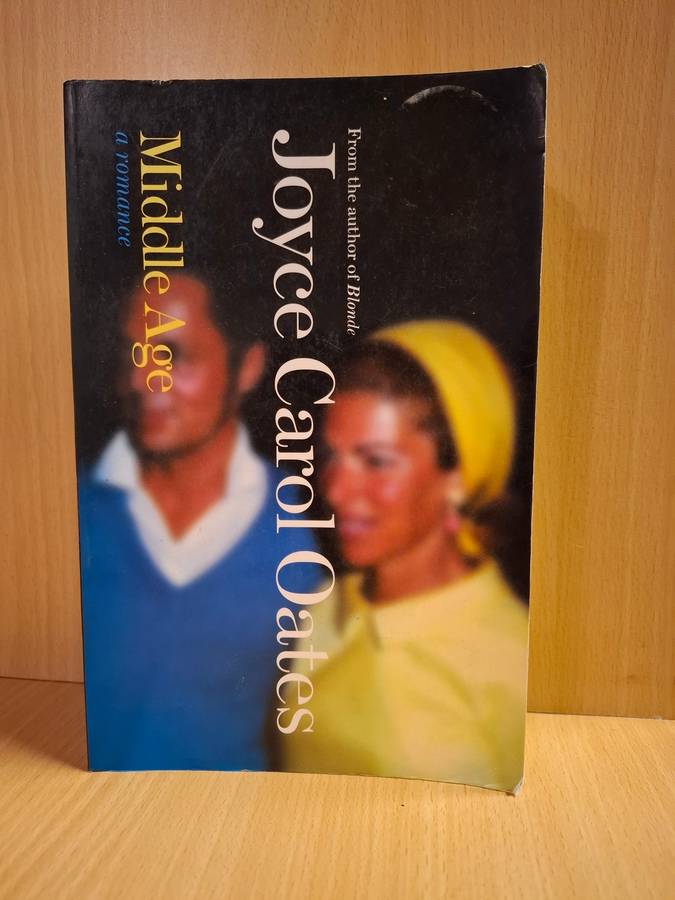 From the author of Blonde
Joyce Carol Oates
Middle Age
a romance